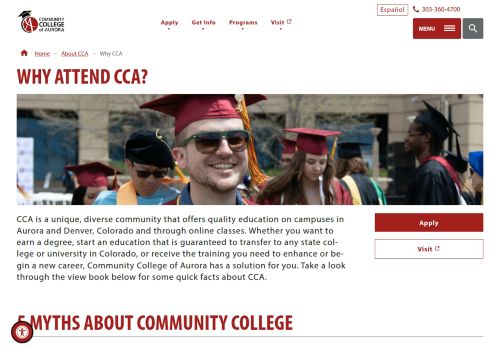 COMMUNITY
COLLEGE
of AURORA
Apply
Get Info
Programs
Visit
Español
303-360-4700
MENU
Home – About CCA – Why CCA
WHY ATTEND CCA?
CCA is a unique, diverse community that offers quality education on campuses in
Aurora and Denver, Colorado and through online classes. Whether you want to
earn a degree, start an education that is guaranteed to transfer to any state col-
lege or university in Colorado, or receive the training you need to enhance or be-
gin a new career, Community College of Aurora has a solution for you. Take a look
through the view book below for some quick facts about CCA.
Apply
Visit
5 MYTHS ABOUT COMMUNITY COLLEGE